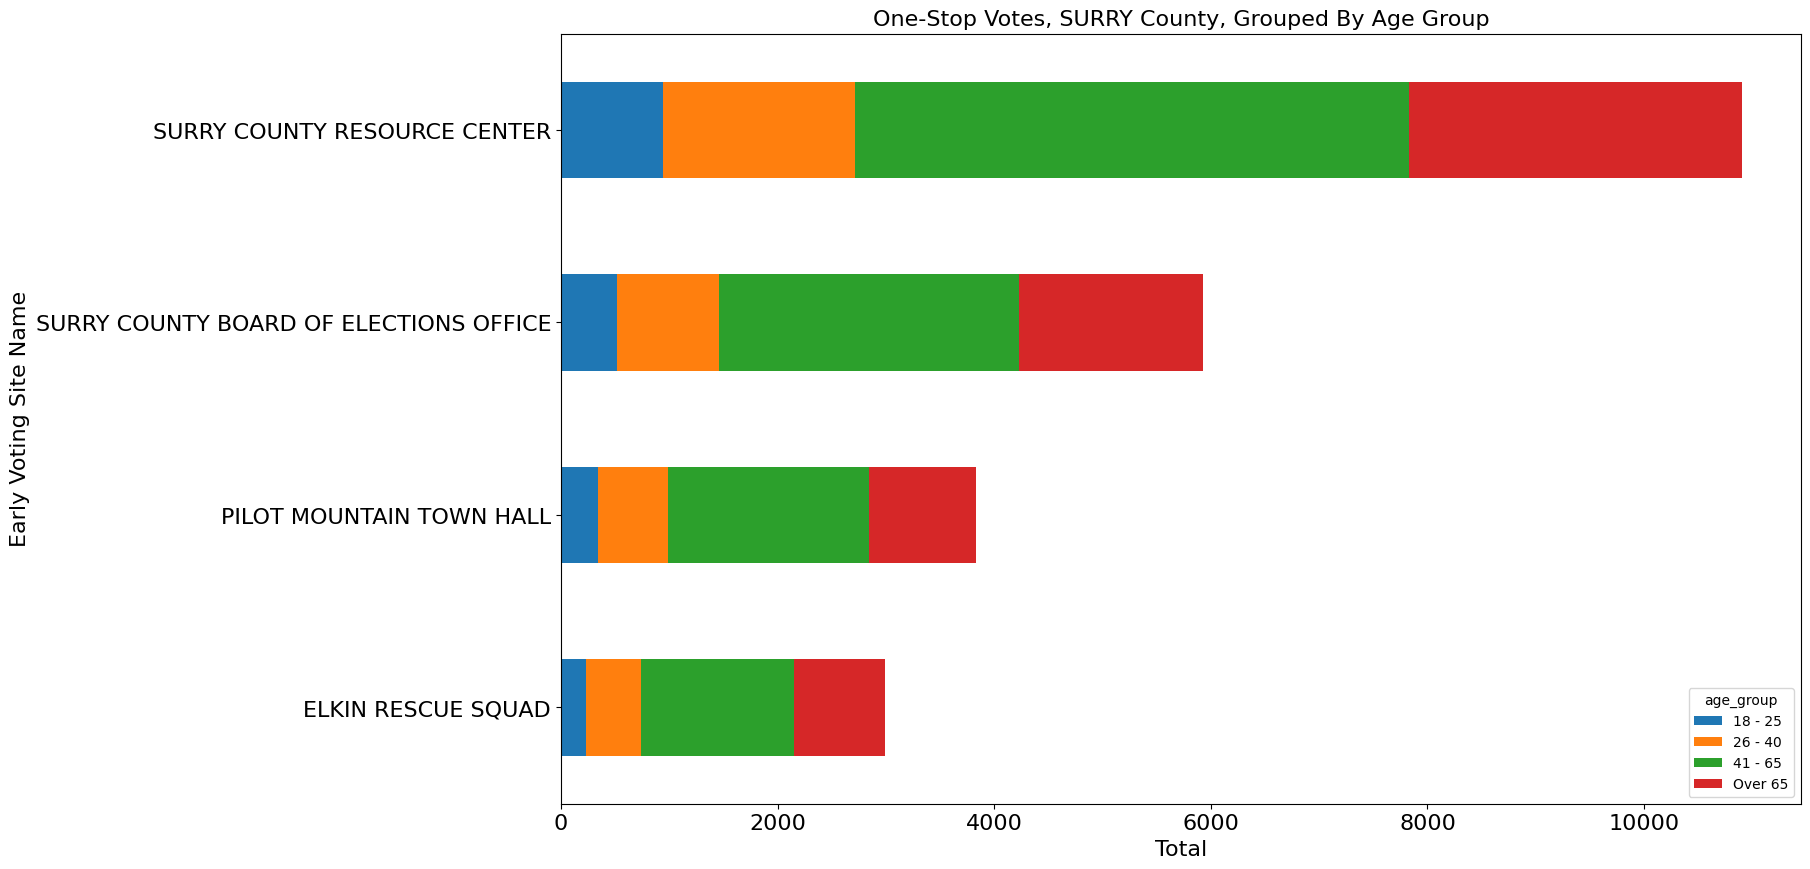 One-Stop Votes, SURRY County, Grouped By Age Group
Early Voting Site Name
SURRY COUNTY RESOURCE CENTER
SURRY COUNTY BOARD OF ELECTIONS OFFICE
PILOT MOUNTAIN TOWN HALL
ELKIN RESCUE SQUAD
age_group
18 - 25
26 - 40
41 - 65
Over 65
0 2000 4000 6000 8000 10000
Total